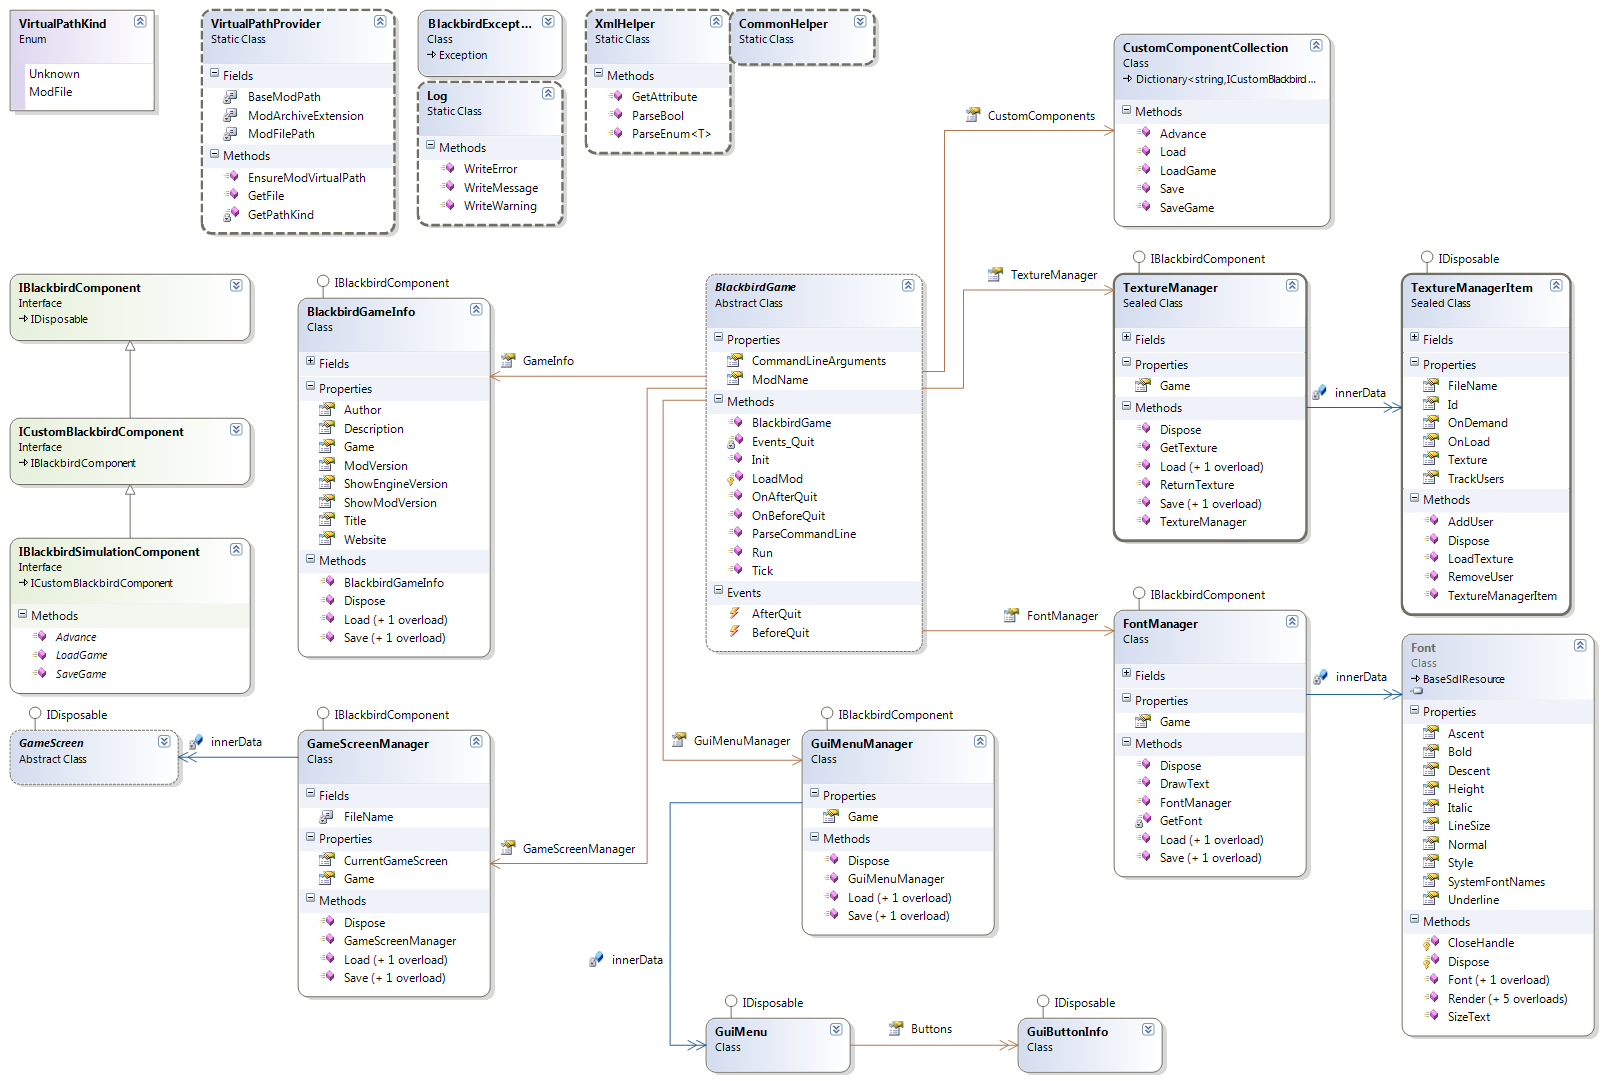 VirtualPathKind
Enum
Unknown
ModFile
VirtualPathProvider
Static Class
Fields
BaseModPath
ModArchiveExtension
ModFilePath
Methods
EnsureModVirtualPath
GetFile
GetPathKind
BlackbirdExcept...
Class
Exception
Log
Static Class
Methods
WriteError
WriteMessage
WriteWarning
XmlHelper
Static Class
Methods
GetAttribute
ParseBool
ParseEnum<T>
CommonHelper
Static Class
CustomComponents
CustomComponentCollection
Class
Dictionary<string,ICustomBlackbird...
Methods
Advance
Load
LoadGame
Save
SaveGame
IBlackbirdComponent
Interface
IDisposable
ICustomBlackbirdComponent
Interface
IBlackbirdComponent
IBlackbirdSimulationComponent
Interface
ICustomBlackbirdComponent
Methods
Advance
LoadGame
SaveGame
IBlackbirdComponent
BlackbirdGameInfo
Class
Fields
Properties
Author
Description
Game
ModVersion
ShowEngineVersion
ShowModVersion
Title
Website
Methods
BlackbirdGameInfo
Dispose
Load (+ 1 overload)
Save (+ 1 overload)
GameInfo
BlackbirdGame
Abstract Class
Properties
CommandLineArguments
ModName
Methods
BlackbirdGame
Events_Quit
Init
LoadMod
OnAfterQuit
OnBeforeQuit
ParseCommandLine
Run
Tick
Events
AfterQuit
BeforeQuit
TextureManager
IBlackbirdComponent
TextureManager
Sealed Class
Fields
Properties
Game
Methods
Dispose
GetTexture
Load (+ 1 overload)
ReturnTexture
Save (+ 1 overload)
TextureManager
innerData
IDisposable
TextureManagerItem
Sealed Class
Fields
Properties
FileName
Id
OnDemand
OnLoad
Texture
TrackUsers
Methods
AddUser
Dispose
LoadTexture
RemoveUser
TextureManagerItem
FontManager
IBlackbirdComponent
FontManager
Class
Fields
Properties
Game
Methods
Dispose
DrawText
FontManager
GetFont
Load (+ 1 overload)
Save (+ 1 overload)
innerData
Font
Class
BaseSdlResource
Properties
Ascent
Bold
Descent
Height
Italic
LineSize
Normal
Style
SystemFontNames
Underline
Methods
CloseHandle
Dispose
Font (+ 1 overload)
Render (+ 5 overloads)
SizeText
IDisposable
GameScreen
Abstract Class
innerData
IBlackbirdComponent
GameScreenManager
Class
Fields
FileName
Properties
CurrentGameScreen
Game
Methods
Dispose
GameScreenManager
Load (+ 1 overload)
Save (+ 1 overload)
GameScreenManager
GuiMenuManager
IBlackbirdComponent
GuiMenuManager
Class
Properties
Game
Methods
Dispose
GuiMenuManager
Load (+ 1 overload)
Save (+ 1 overload)
innerData
IDisposable
GuiMenu
Class
Buttons
IDisposable
GuiButtonInfo
Class